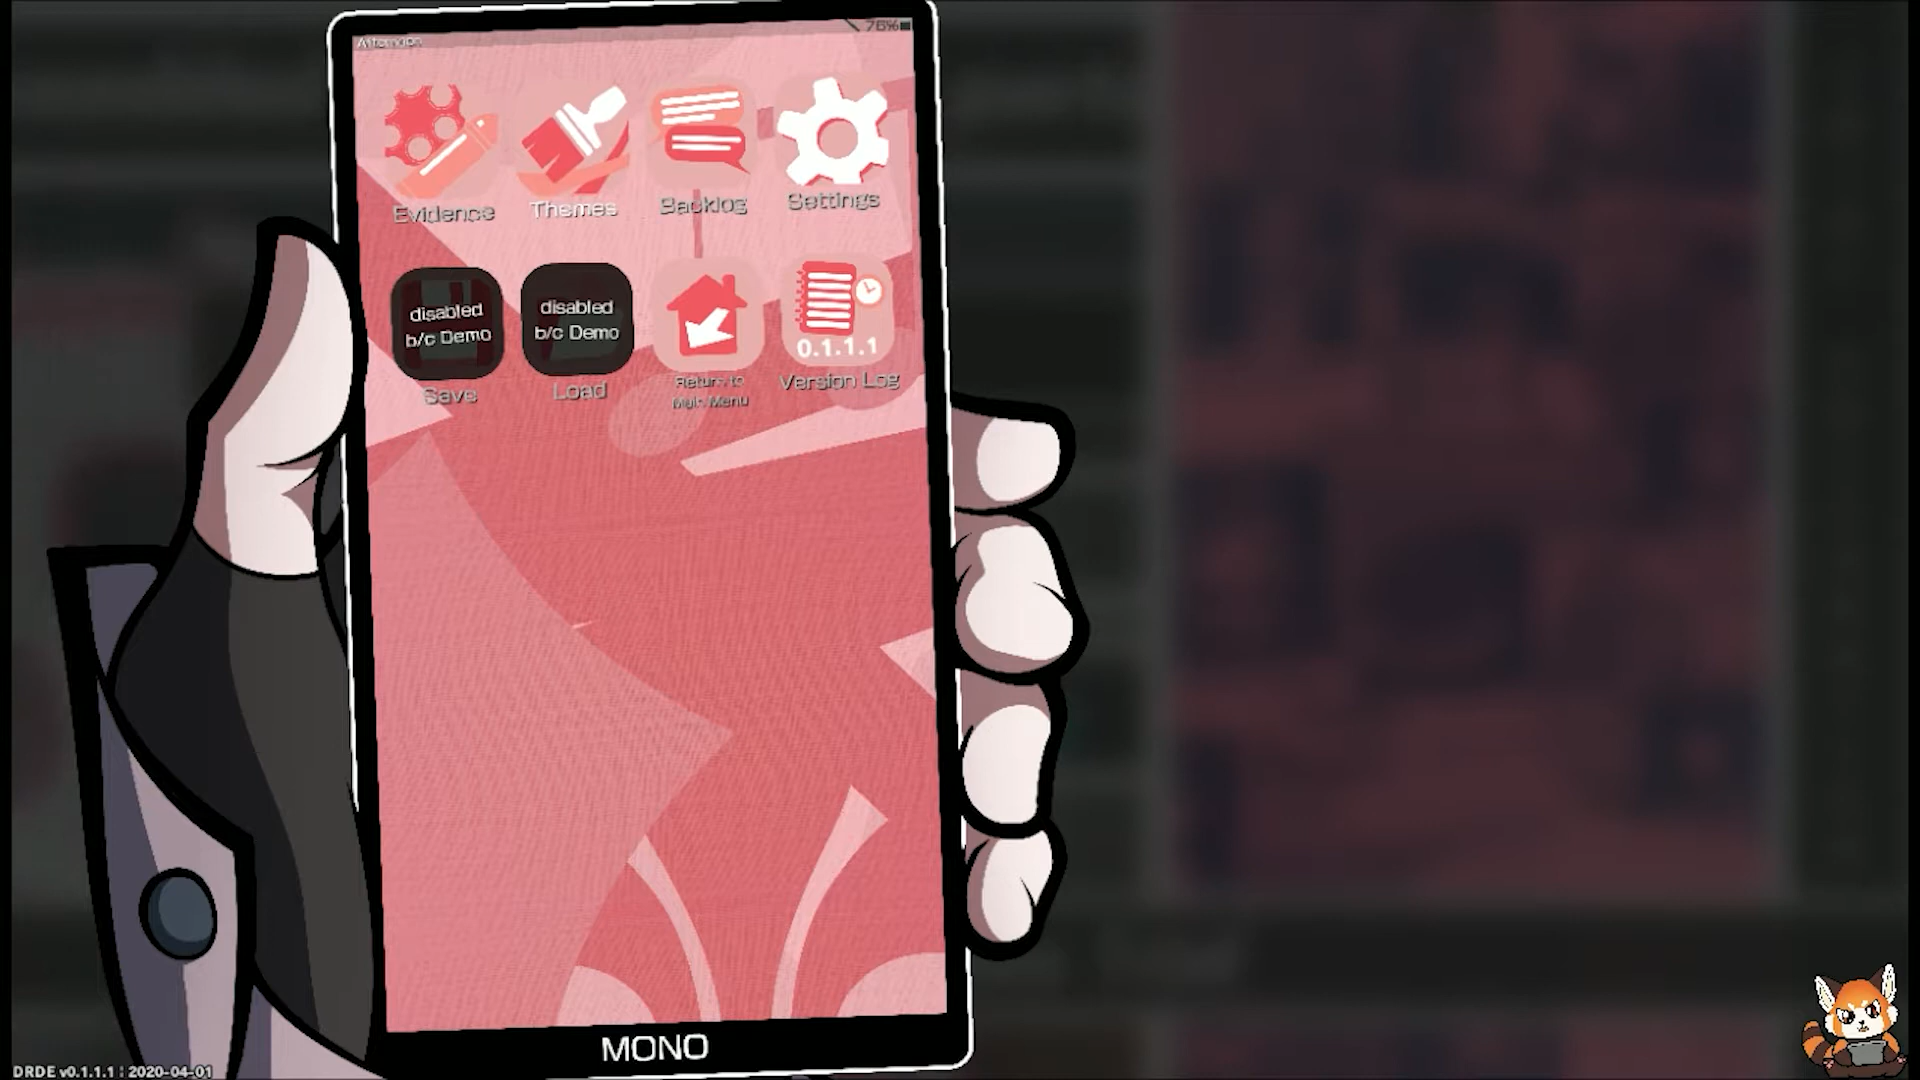 Afternoon
76%
Evidence
Themes
Backlog
Settings
disabled
b/c Demo
Save
disabled
b/c Demo
Load
Return to
Main Menu
0.1.1.1
Version Log
MONO
DRDE v0.1.1.1 : 2020-04-01